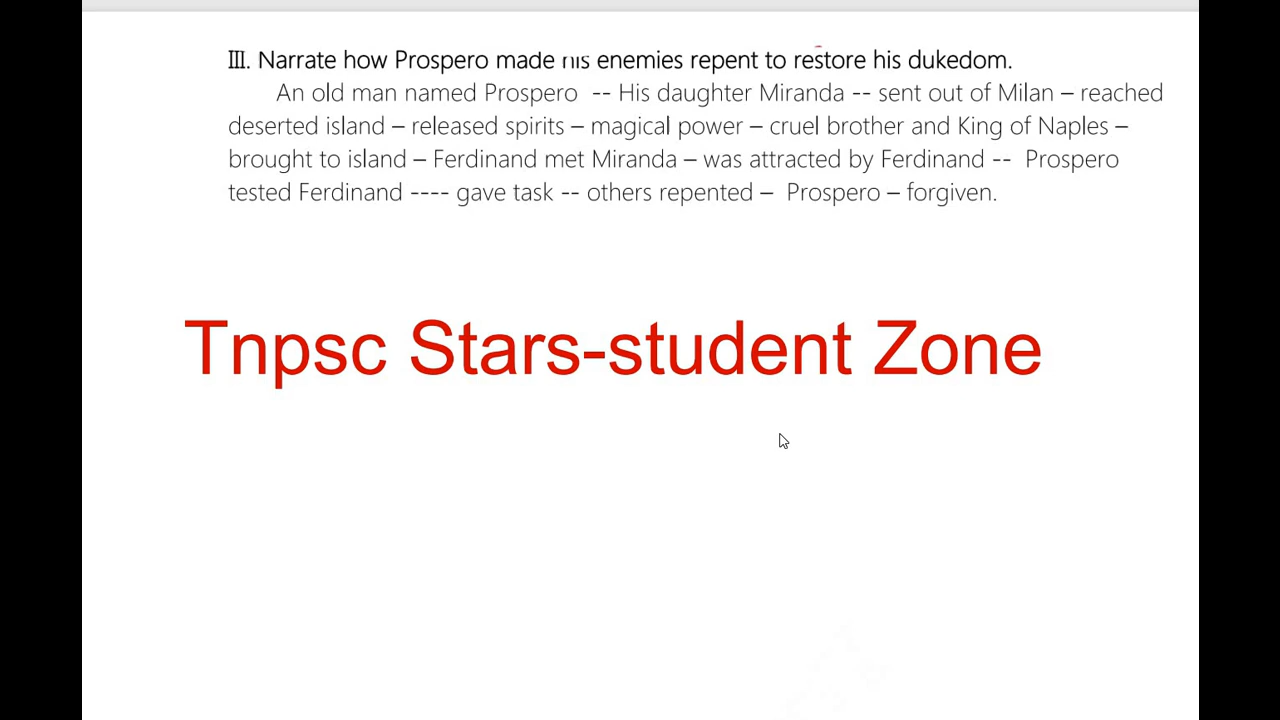 III. Narrate how Prospero made his enemies repent to restore his dukedom.
An old man named Prospero -- His daughter Miranda -- sent out of Milan – reached
deserted island – released spirits – magical power – cruel brother and King of Naples –
brought to island – Ferdinand met Miranda – was attracted by Ferdinand -- Prospero
tested Ferdinand ---- gave task -- others repented – Prospero – forgiven.
Tnpsc Stars-student Zone